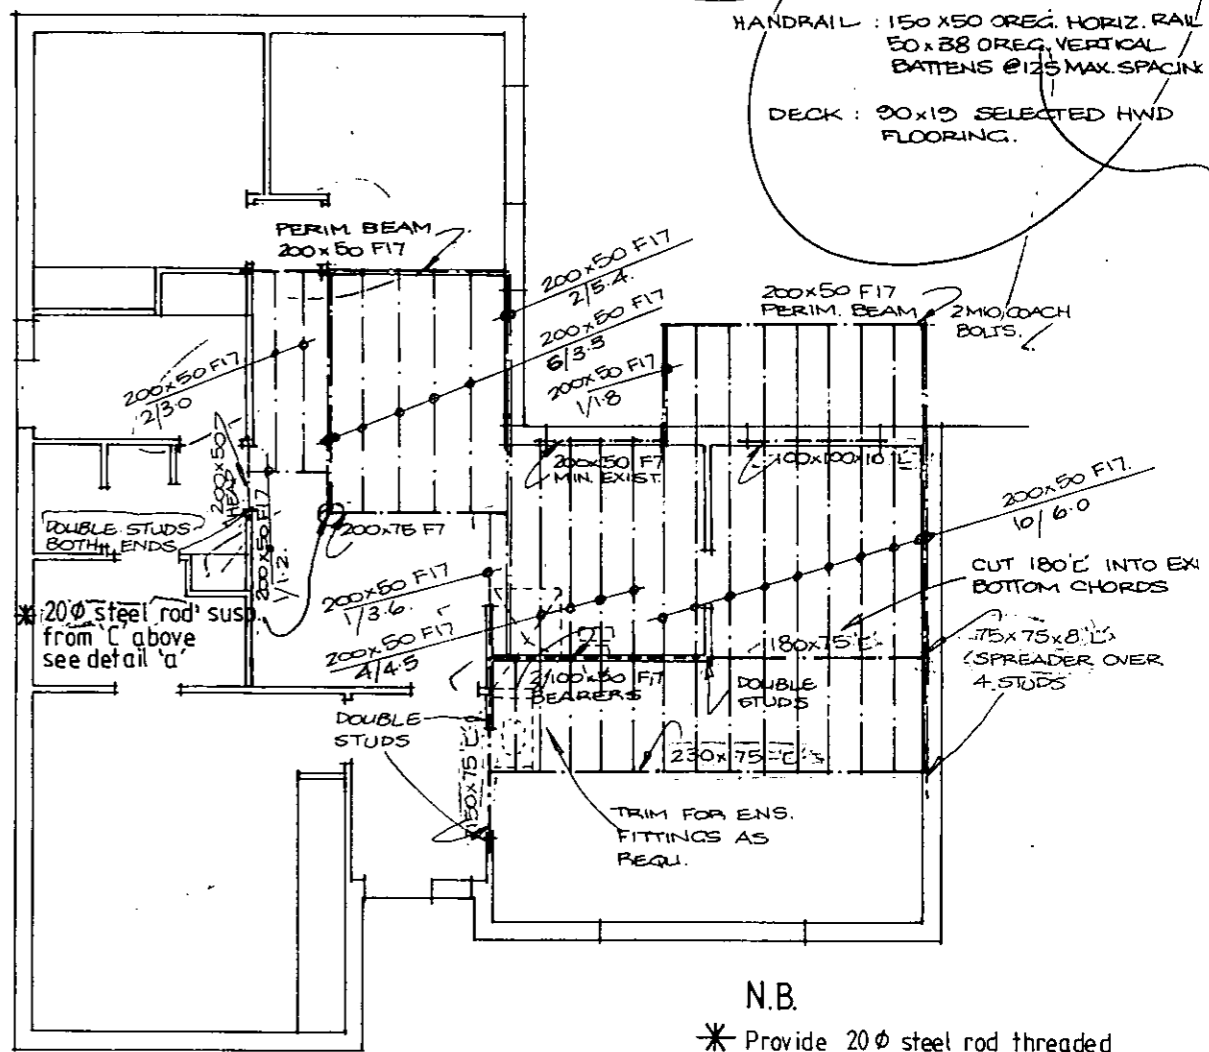 HANDRAIL : 150 x50 OREG. HORIZ. RAIL
50 x 38 OREG. VERTICAL
BATTENS @125 MAX. SPACIN
DECK : 90x19 SELECTED HWD
FLOORING.
PERIM BEAM
200x50 F17
200x50 F17
2/5.4.
200x50 F17
6/3.3
200x50 F17
PERIM. BEAM
2M10 COACH
BOLTS.
200x50 F17
1/1.8
200x50 F17
2/3.0
200x50 F7
MIN. EXIST.
100x100x10 'L'
200x50
HEAD
200x50 F17
1/1.2.
DOUBLE STUDS
BOTH ENDS
200x75 F7
200x50 F17.
10/6.0
CUT 180'C' INTO EXI
BOTTOM CHORDS
200x50 F17
1/3.6.
200x50 F17
4/4.5
✳ 20Ø steel rod susp.
from 'C' above
see detail 'a'
180x75 'C'
75x75x8 'L'
SPREADER OVER
4 STUDS
2/100x50 F17
BEARERS
DOUBLE
STUDS
DOUBLE
STUDS
150x75 'C'
230x75 'C'
TRIM FOR ENS.
FITTINGS AS
REQU.
N.B.
✳ Provide 20Ø steel rod threaded